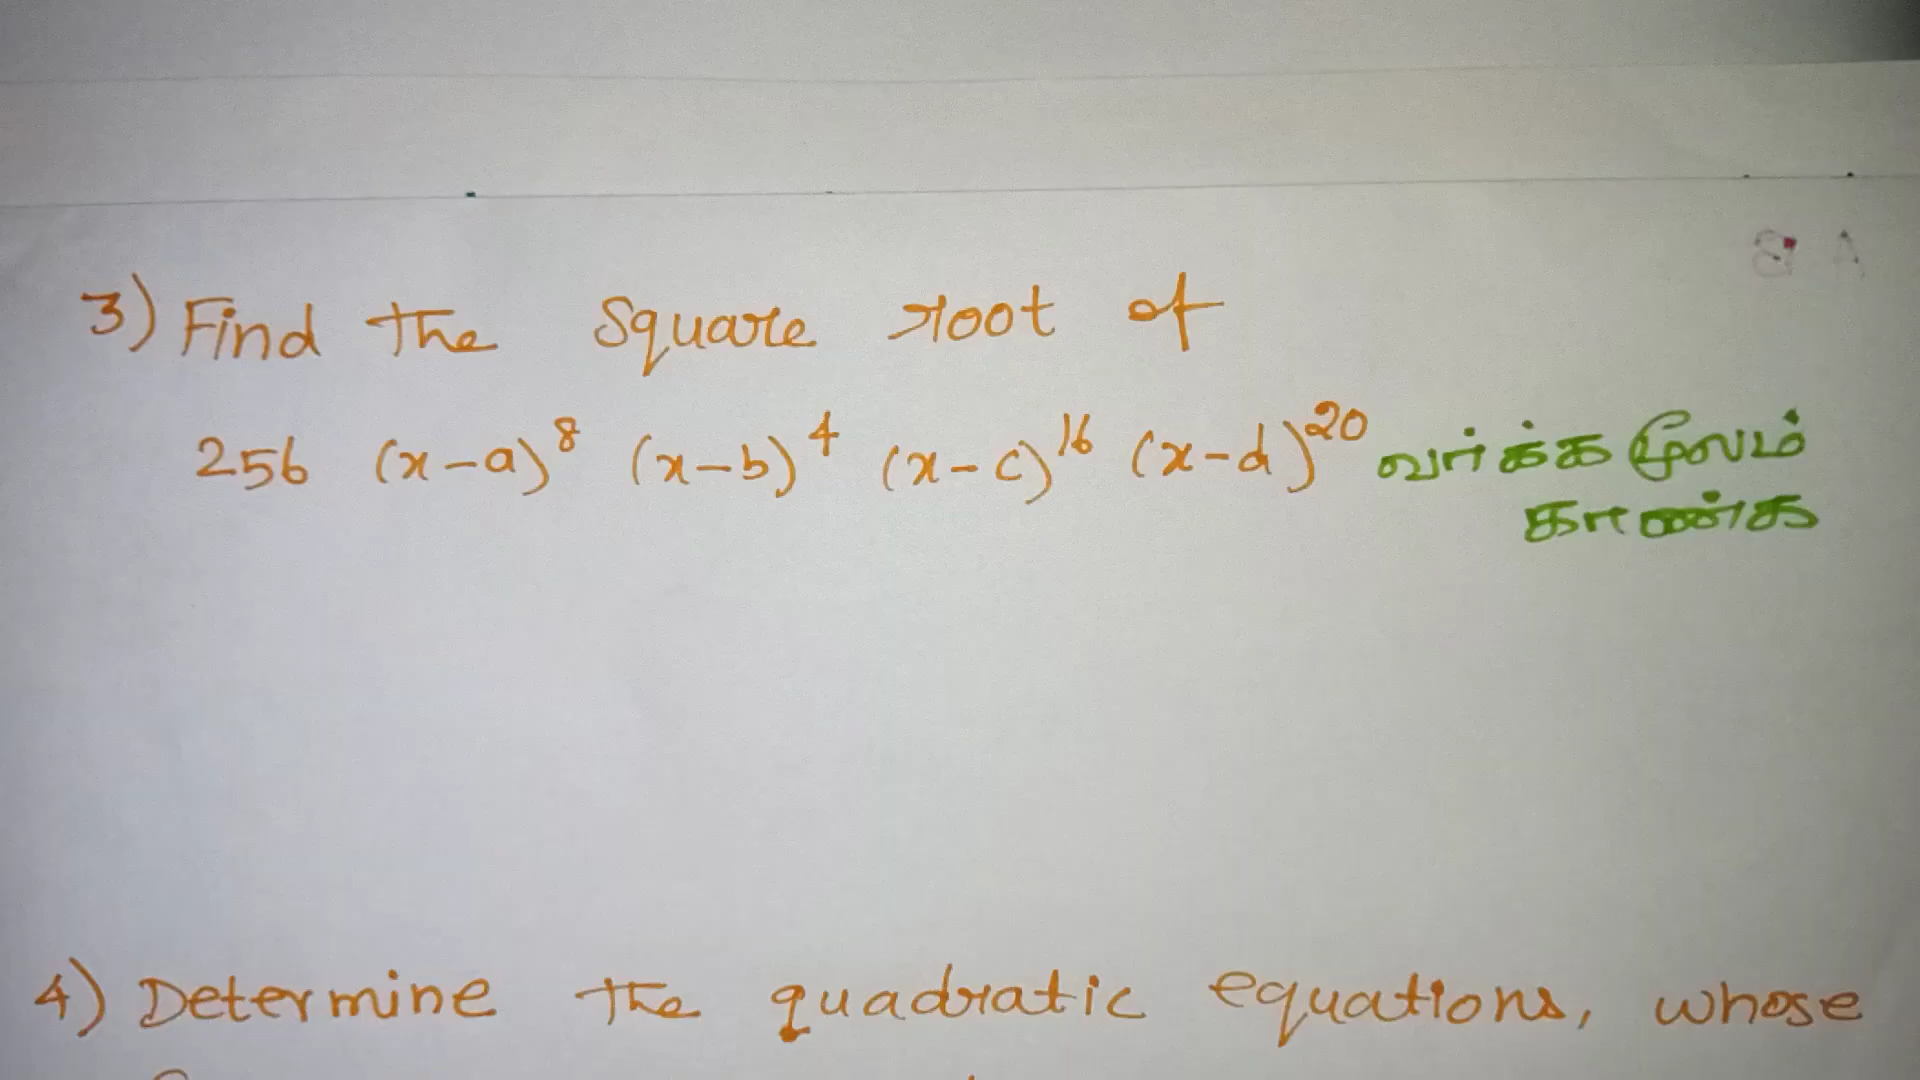 3) Find the Square root of
256 (x-a)⁸ (x-b)⁴ (x-c)¹⁶ (x-d)²⁰ வர்க்க மூலம்
காண்க
4) Determine the quadratic equations, whose